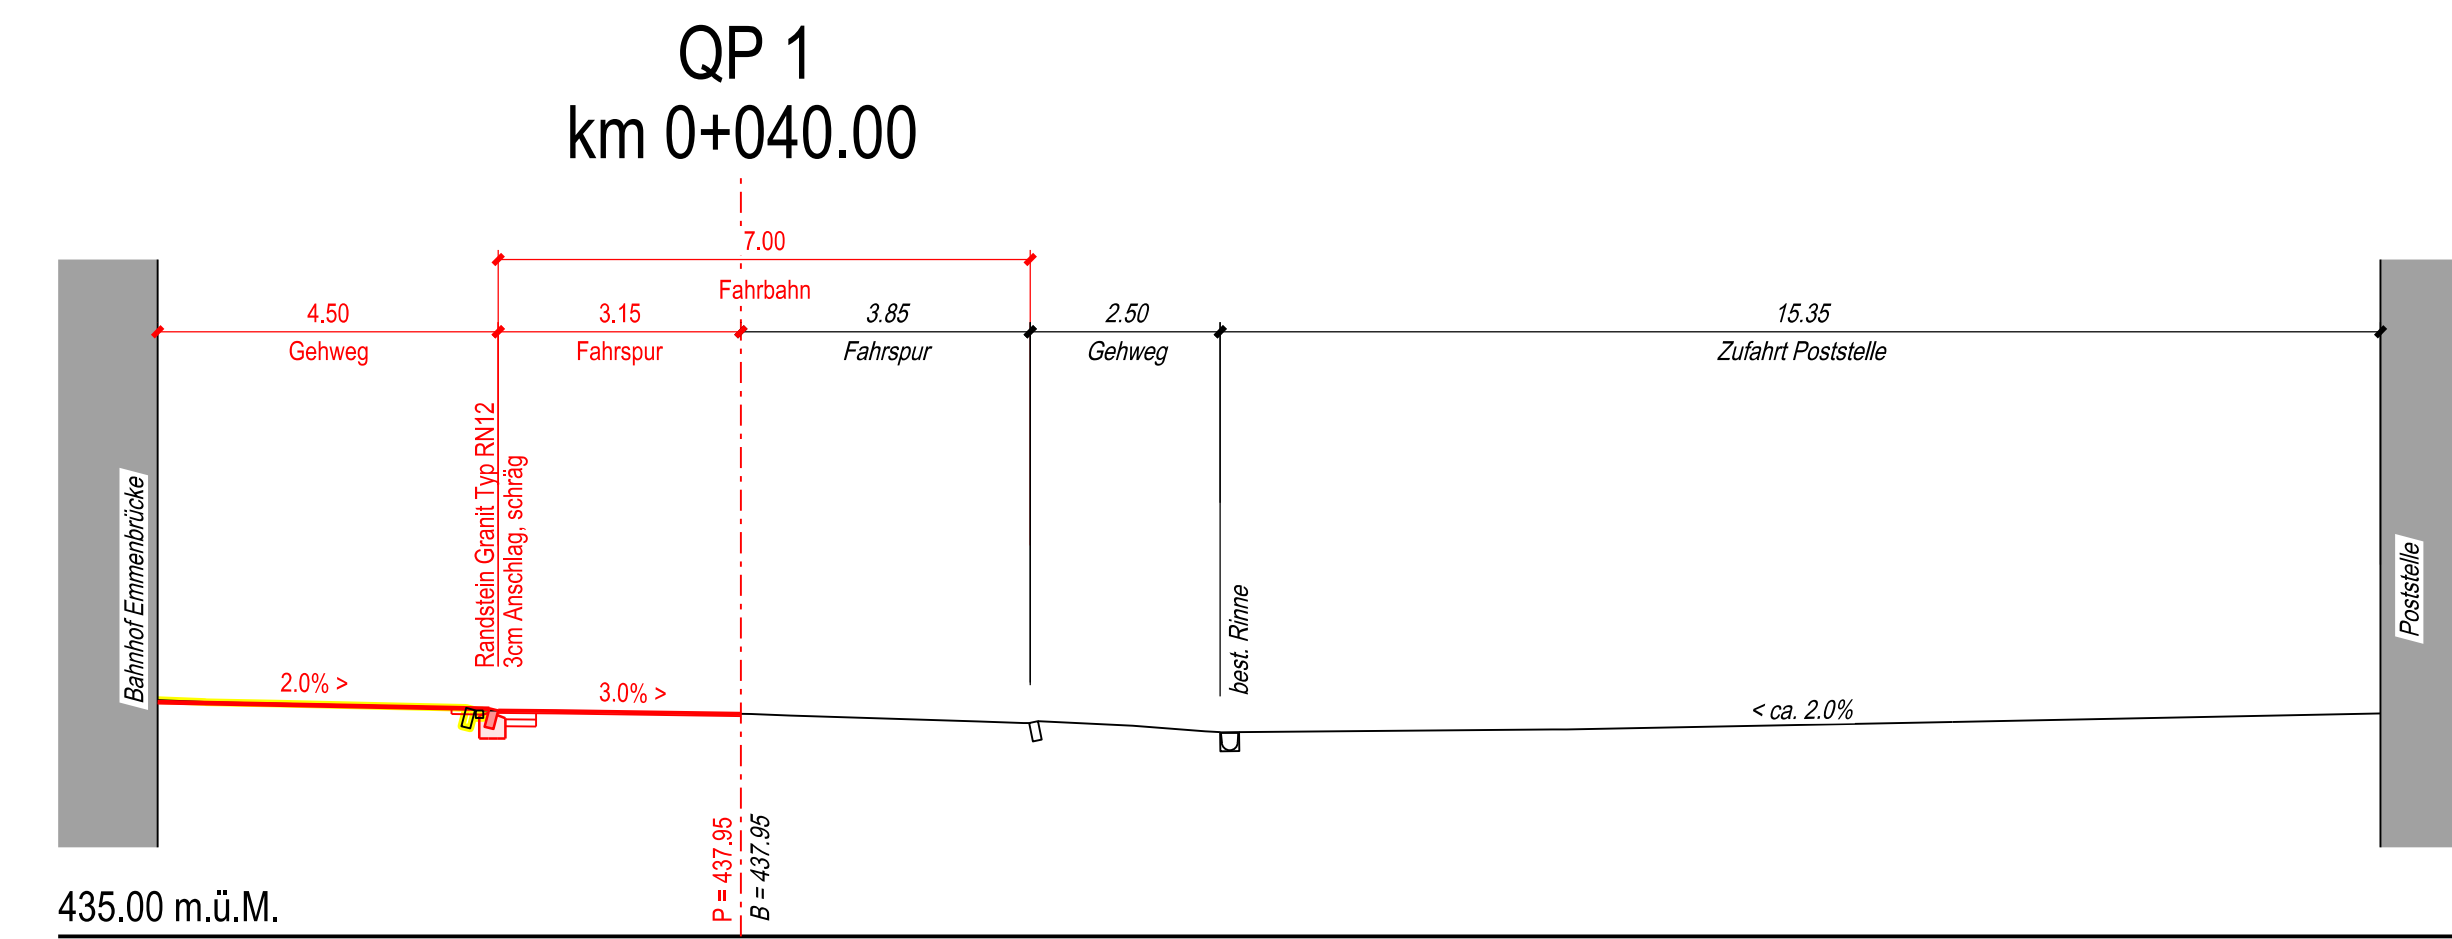 QP 1
km 0+040.00
7.00
Fahrbahn
4.50
3.15
3.85
2.50
15.35
Gehweg
Fahrspur
Fahrspur
Gehweg
Zufahrt Poststelle
Randstein Granit Typ RN12
3cm Anschlag, schräg
Bahnhof Emmenbrücke
best. Rinne
Poststelle
2.0% >
3.0% >
< ca. 2.0%
P = 437.95
B = 437.95
435.00 m.ü.M.